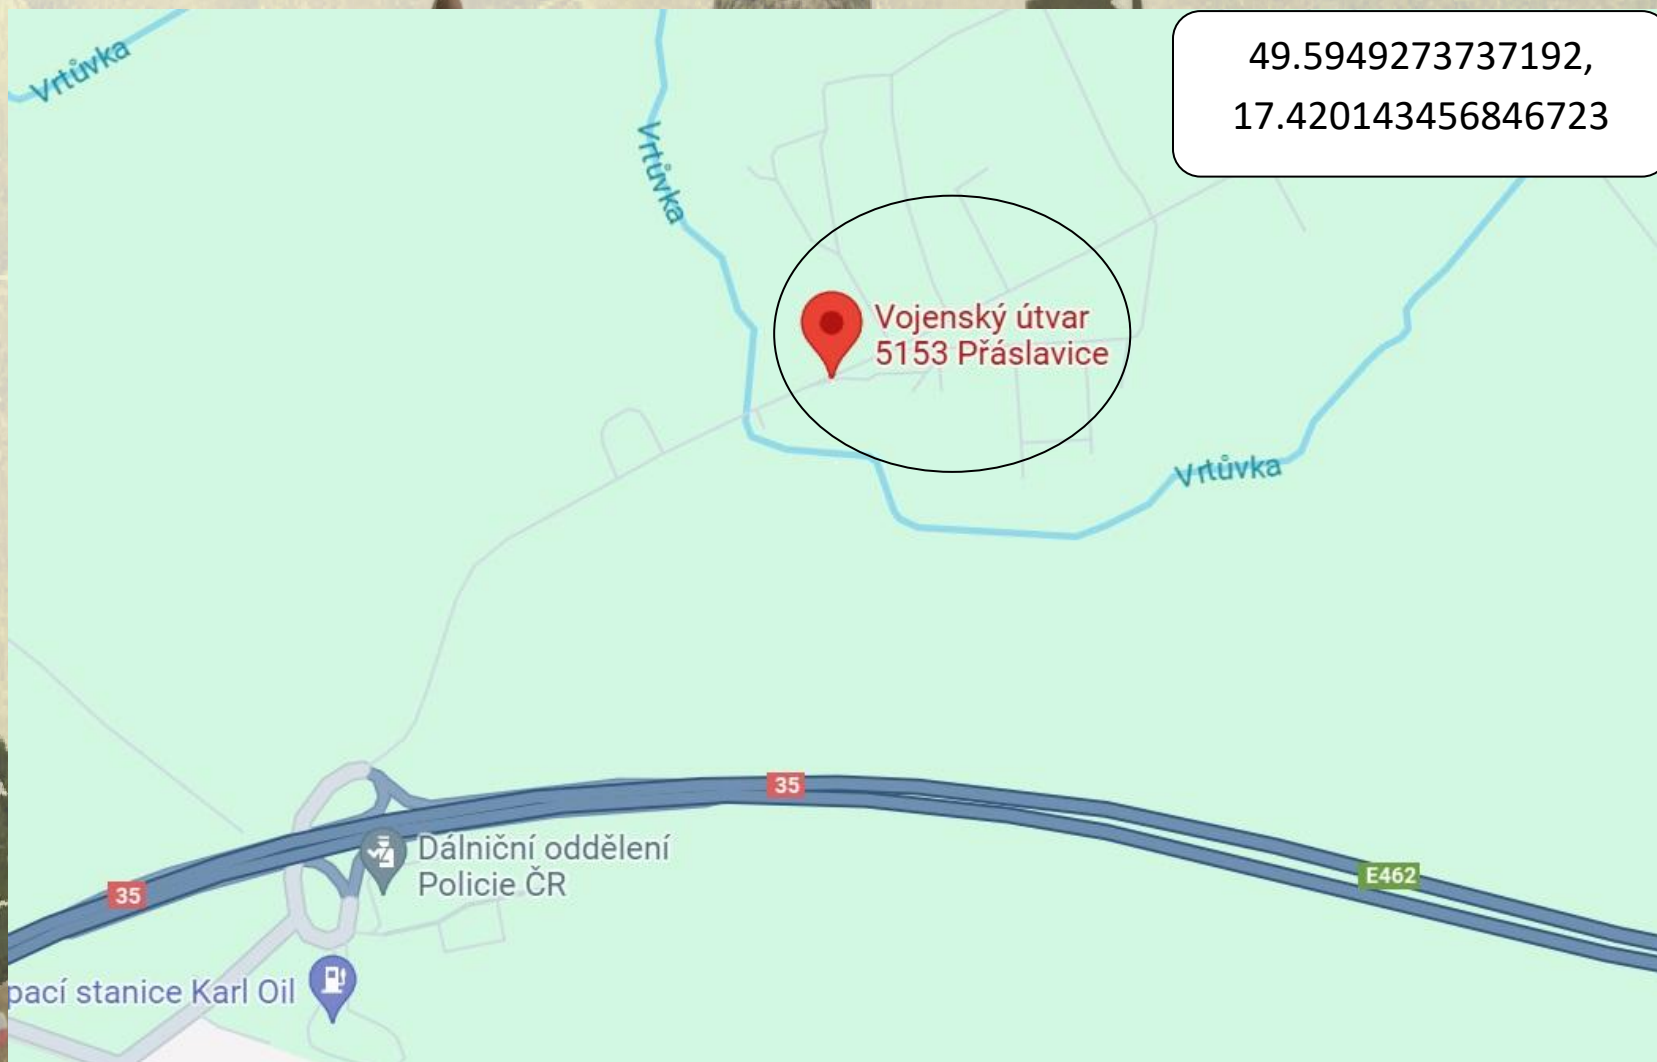 Vrtůvka
49.5949273737192,
17.420143456846723
Vrtůvka
Vojenský útvar
5153 Přáslavice
Vrtůvka
35
Dálniční oddělení
Policie ČR
E462
35
pací stanice Karl Oil